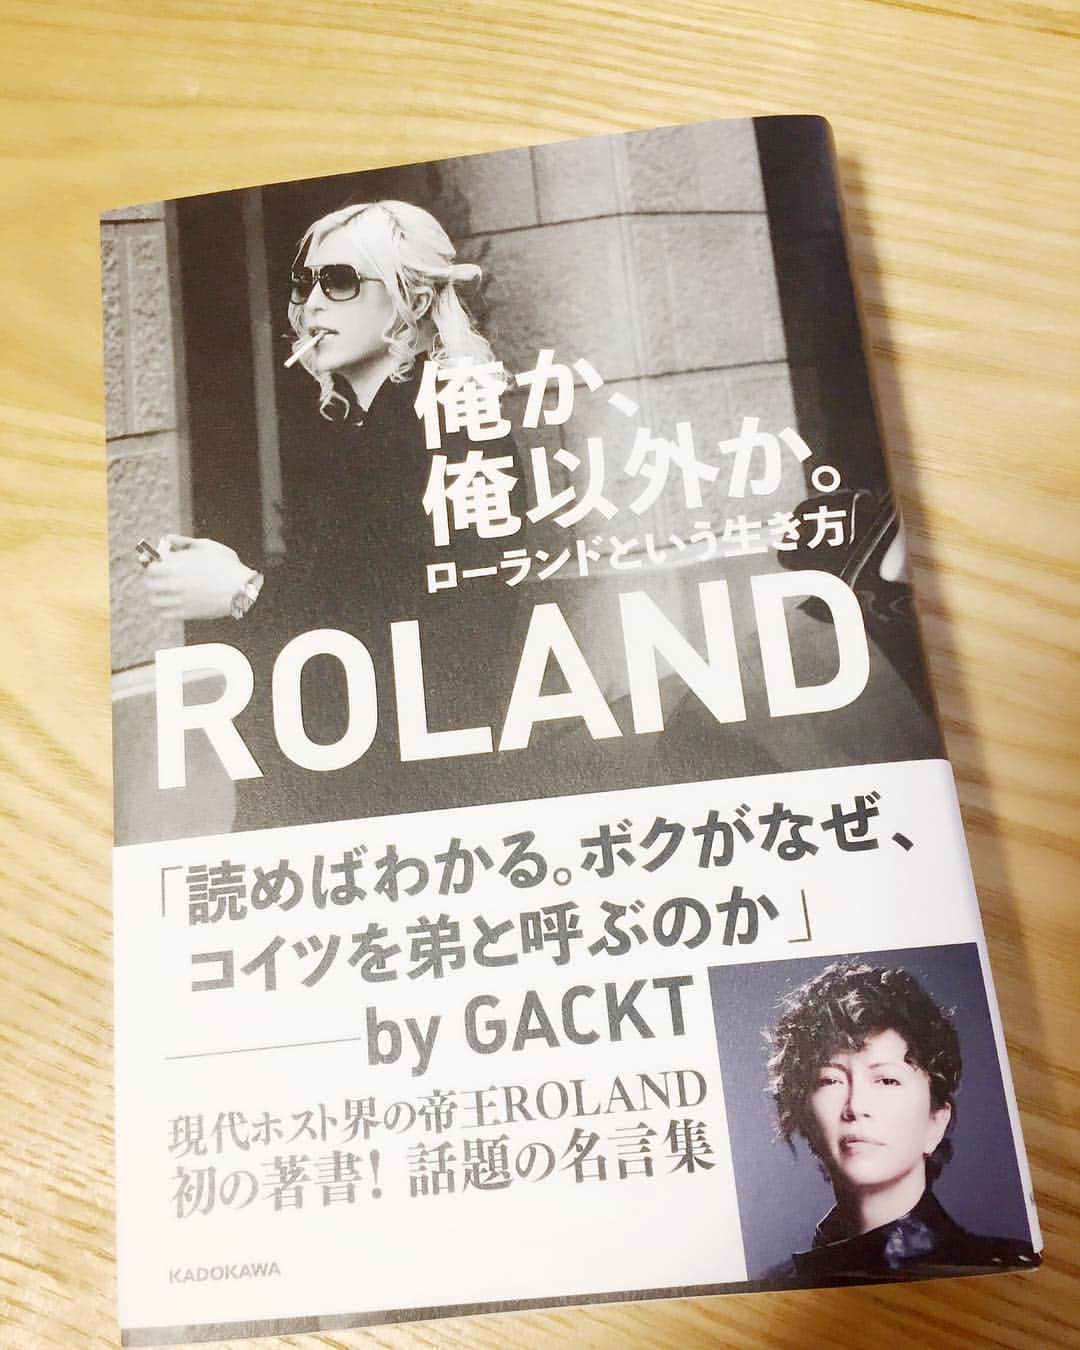 俺か、
俺以外か。
ローランドという生き方
ROLAND
「読めばわかる。ボクがなぜ、
コイツを弟と呼ぶのか」
by GACKT
現代ホスト界の帝王ROLAND
初の著書! 話題の名言集
KADOKAWA